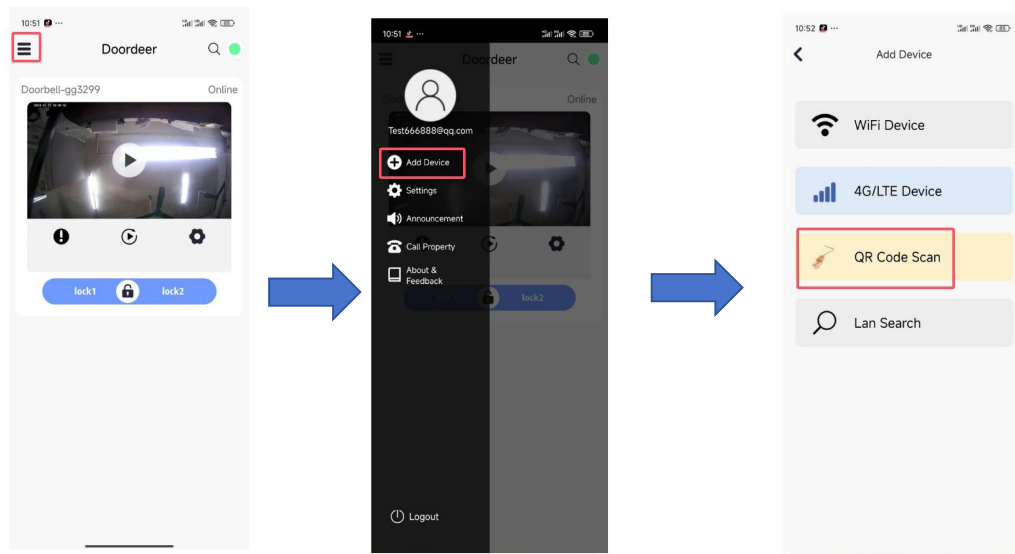 10:51
Doordeer
Doorbell-gg3299
Online
lock1
lock2
10:51
Doordeer
Online
Test666888@qq.com
Add Device
Settings
Announcement
Call Property
About &
Feedback
lock2
Logout
10:52
Add Device
WiFi Device
4G/LTE Device
QR Code Scan
Lan Search